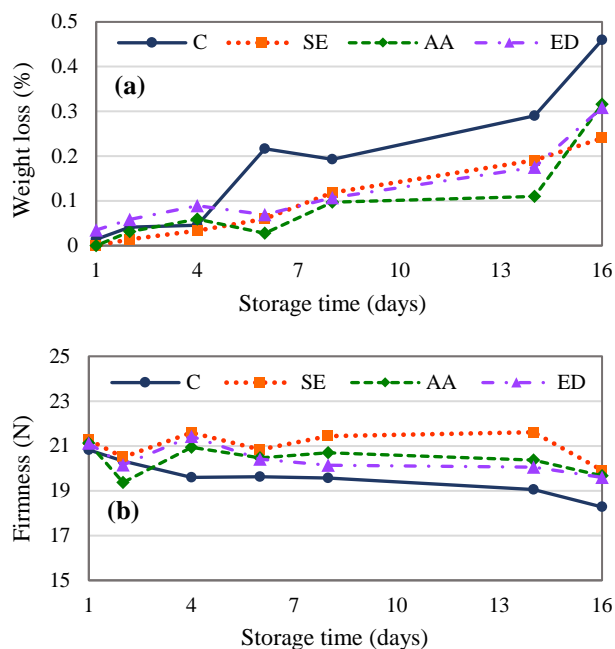 0.5
C SE AA ED
0.4
(a)
0.3
0.2
0.1
0
Weight loss (%)
1 4 7 10 13 16
Storage time (days)
25
C SE AA ED
23
21
19
(b)
17
15
Firmness (N)
1 4 7 10 13 16
Storage time (days)